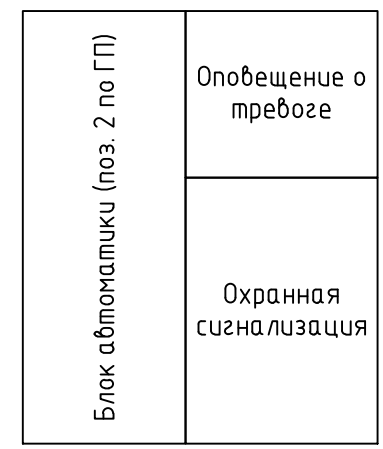 Блок автоматики (поз. 2 по ГП)
Оповещение о
тревоге
Охранная
сигнализация